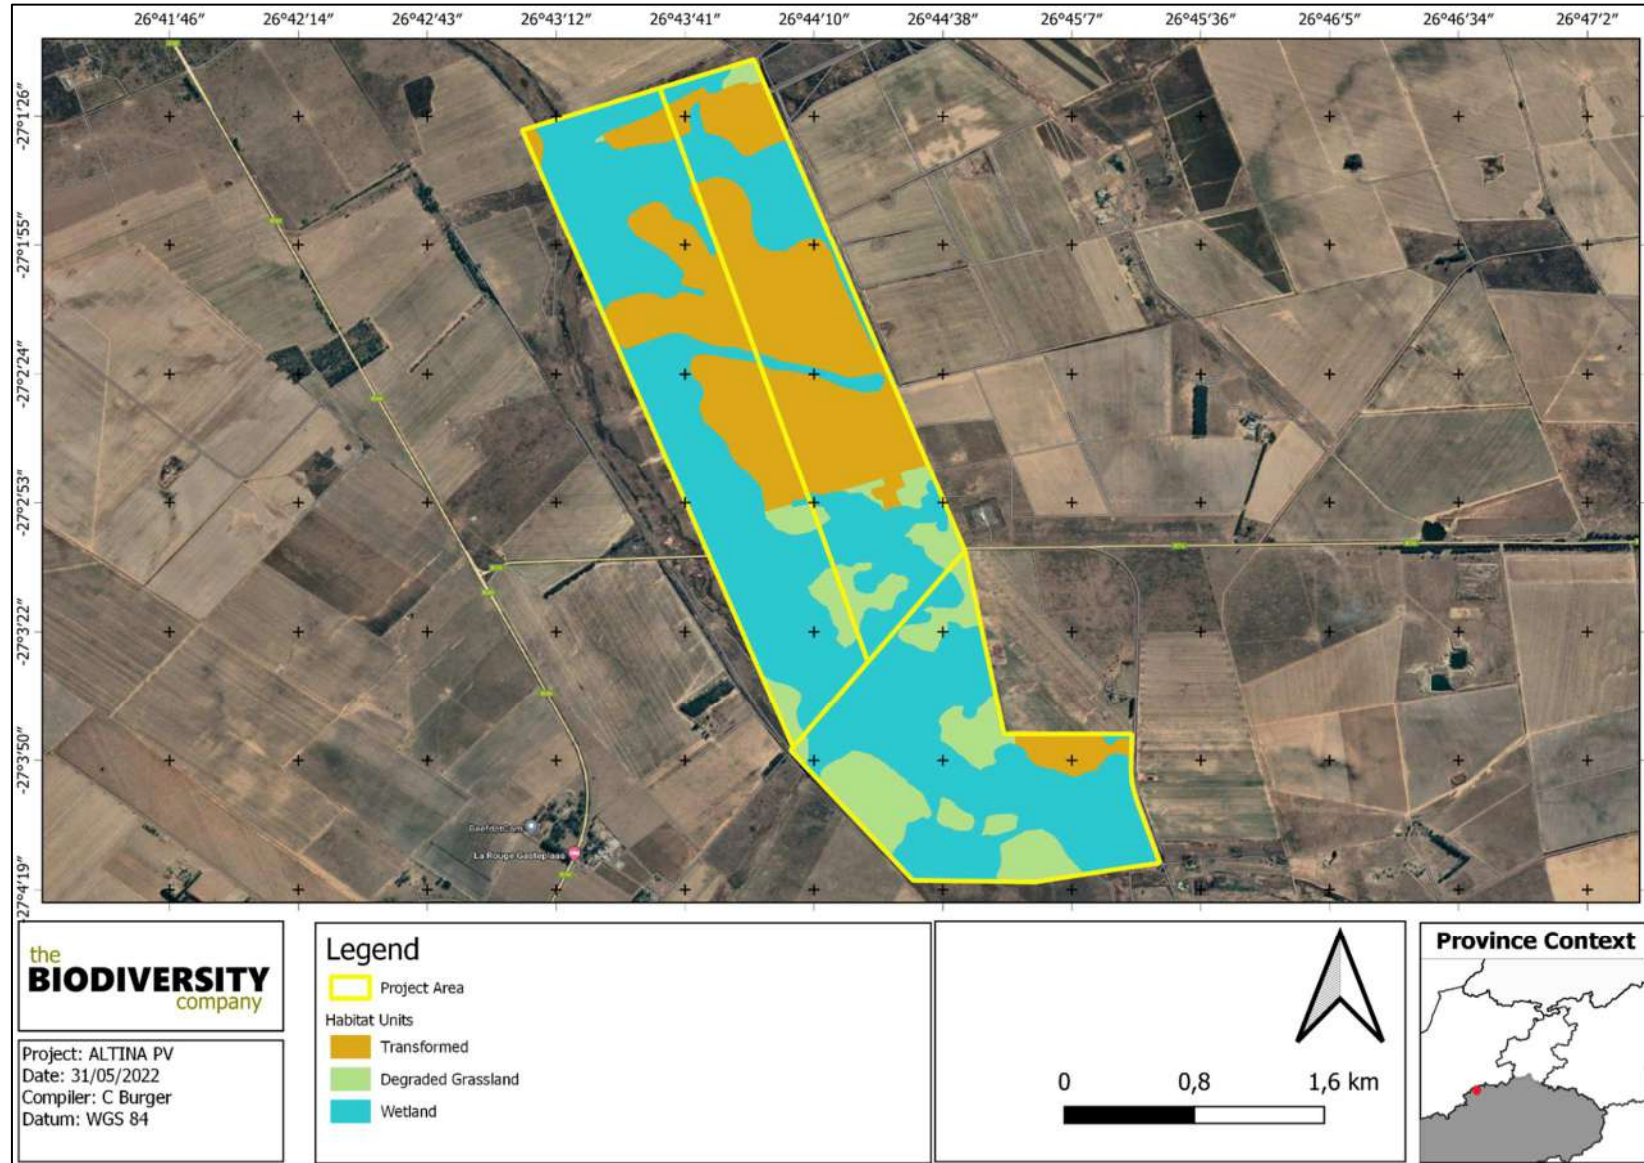 26°41′46″ 26°42′14″ 26°42′43″ 26°43′12″ 26°43′41″ 26°44′10″ 26°44′38″ 26°45′7″ 26°45′36″ 26°46′5″ 26°46′34″ 26°47′2″
-27°1′26″
-27°1′55″
-27°2′24″
-27°2′53″
-27°3′22″
-27°3′50″
-27°4′19″
La Rouge Gasteplaas
the
BIODIVERSITY
company
Project: ALTINA PV
Date: 31/05/2022
Compiler: C Burger
Datum: WGS 84
Legend
Project Area
Habitat Units
Transformed
Degraded Grassland
Wetland
0 0,8 1,6 km
Province Context